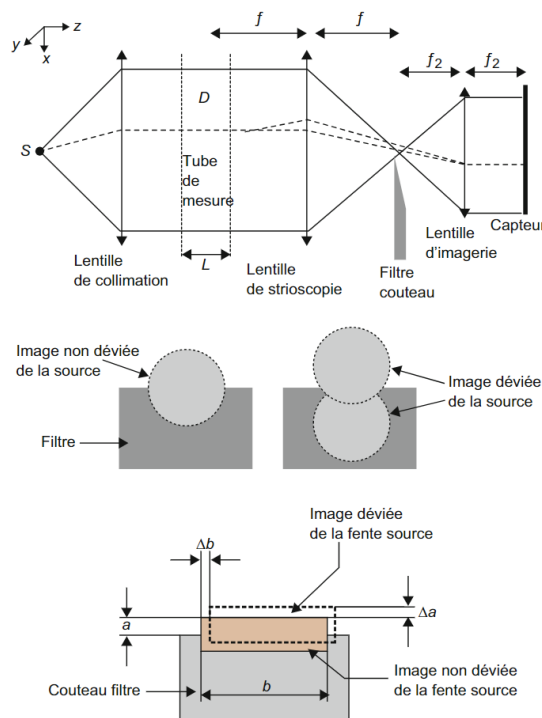 f
f
z
y
x
f2
f2
D
S
Tube
de
mesure
Capteur
Lentille
d'imagerie
Lentille
de collimation
L
Lentille
de strioscopie
Filtre
couteau
Image non déviée
de la source
Image déviée
de la source
Filtre
Image déviée
de la fente source
Δb
Δa
a
Image non déviée
de la fente source
Couteau filtre
b